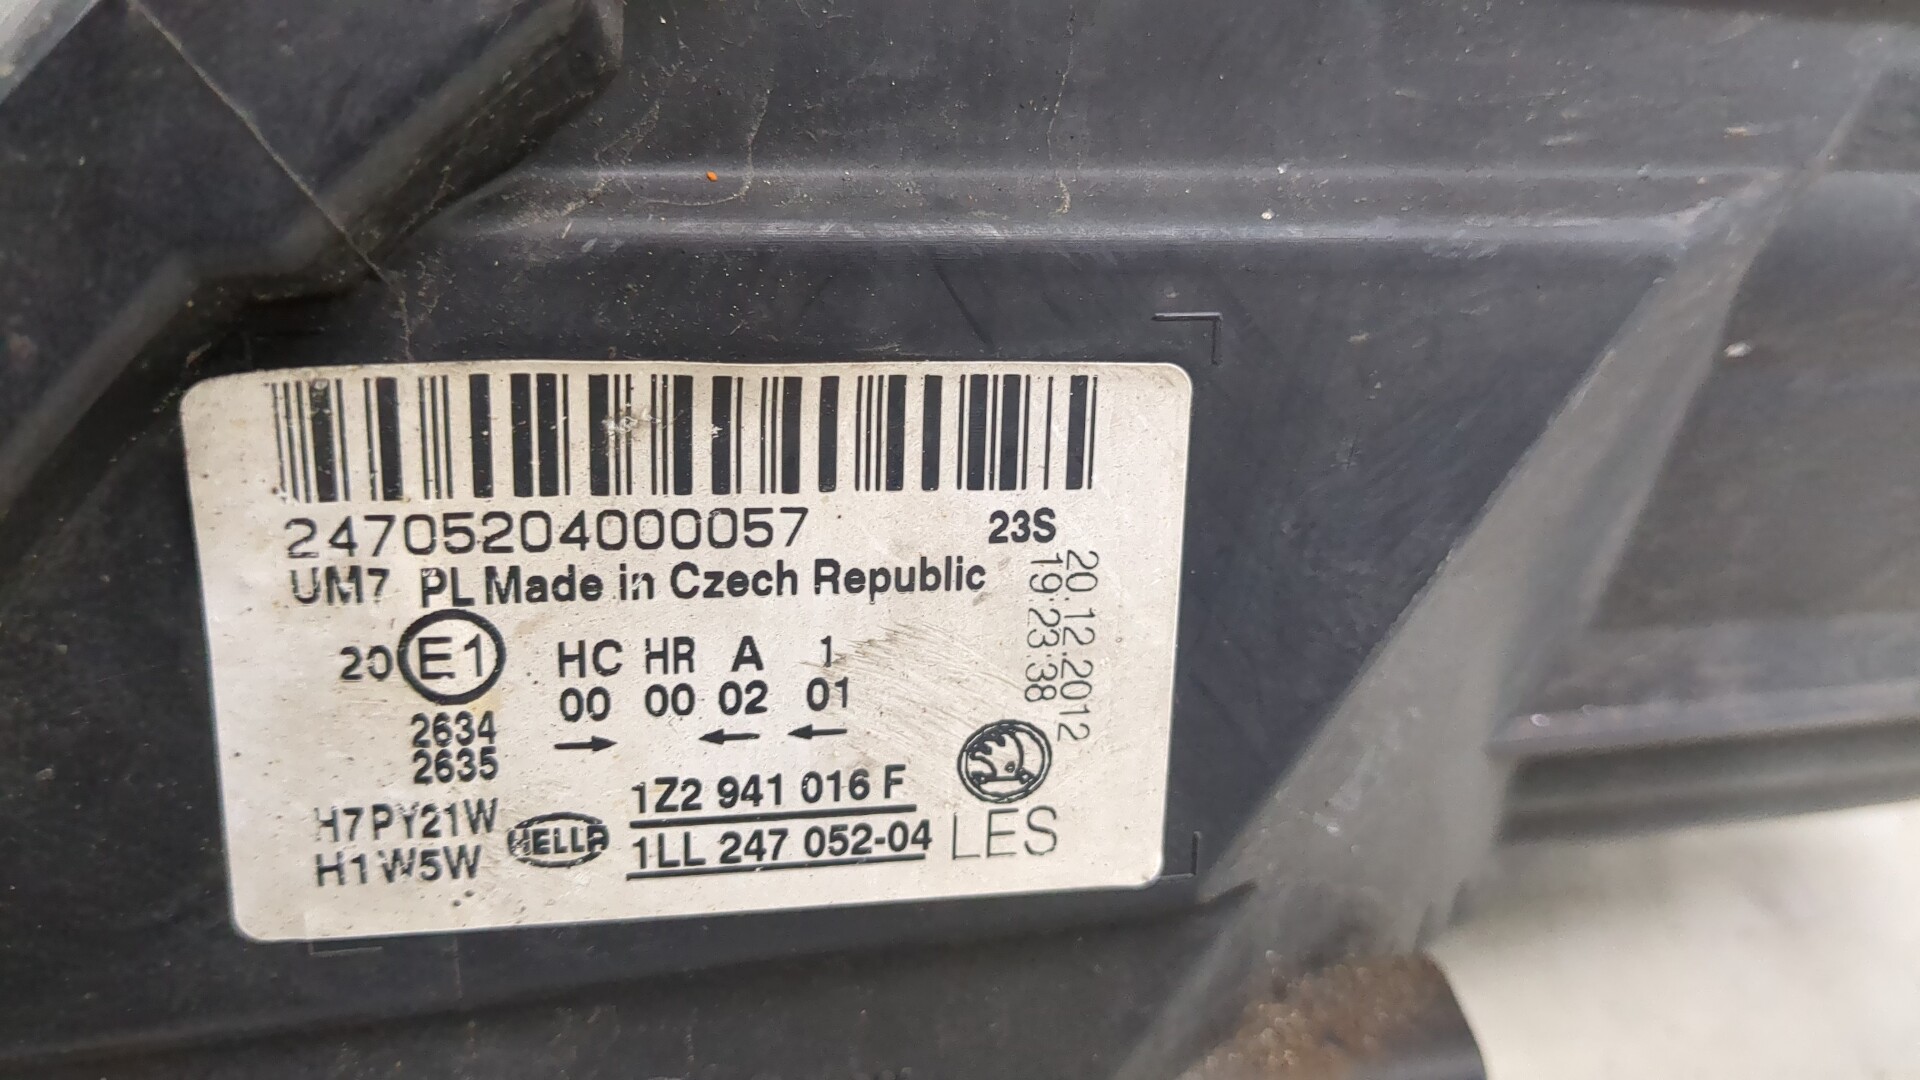 247052040000057 23S
UM7 PL Made in Czech Republic
20.12.2012
19:23:38
20 E1 HC HR A 1
00 00 02 01
2634
2635
H7 PY21W
H1 W5W
HELLA
1Z2 941 016 F
1LL 247 052-04
LES